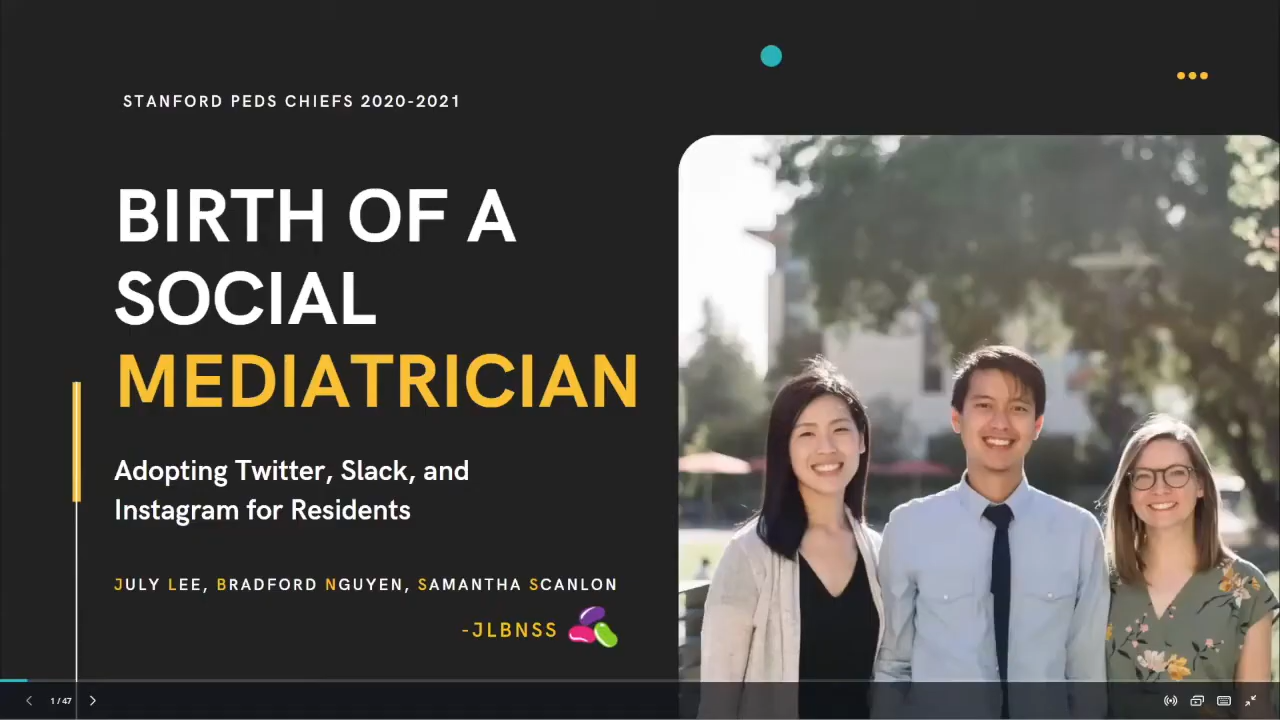 STANFORD PEDS CHIEFS 2020-2021
BIRTH OF A
SOCIAL
MEDIATRICIAN
Adopting Twitter, Slack, and
Instagram for Residents
JULY LEE, BRADFORD NGUYEN, SAMANTHA SCANLON
-JLBNSS
1 / 47